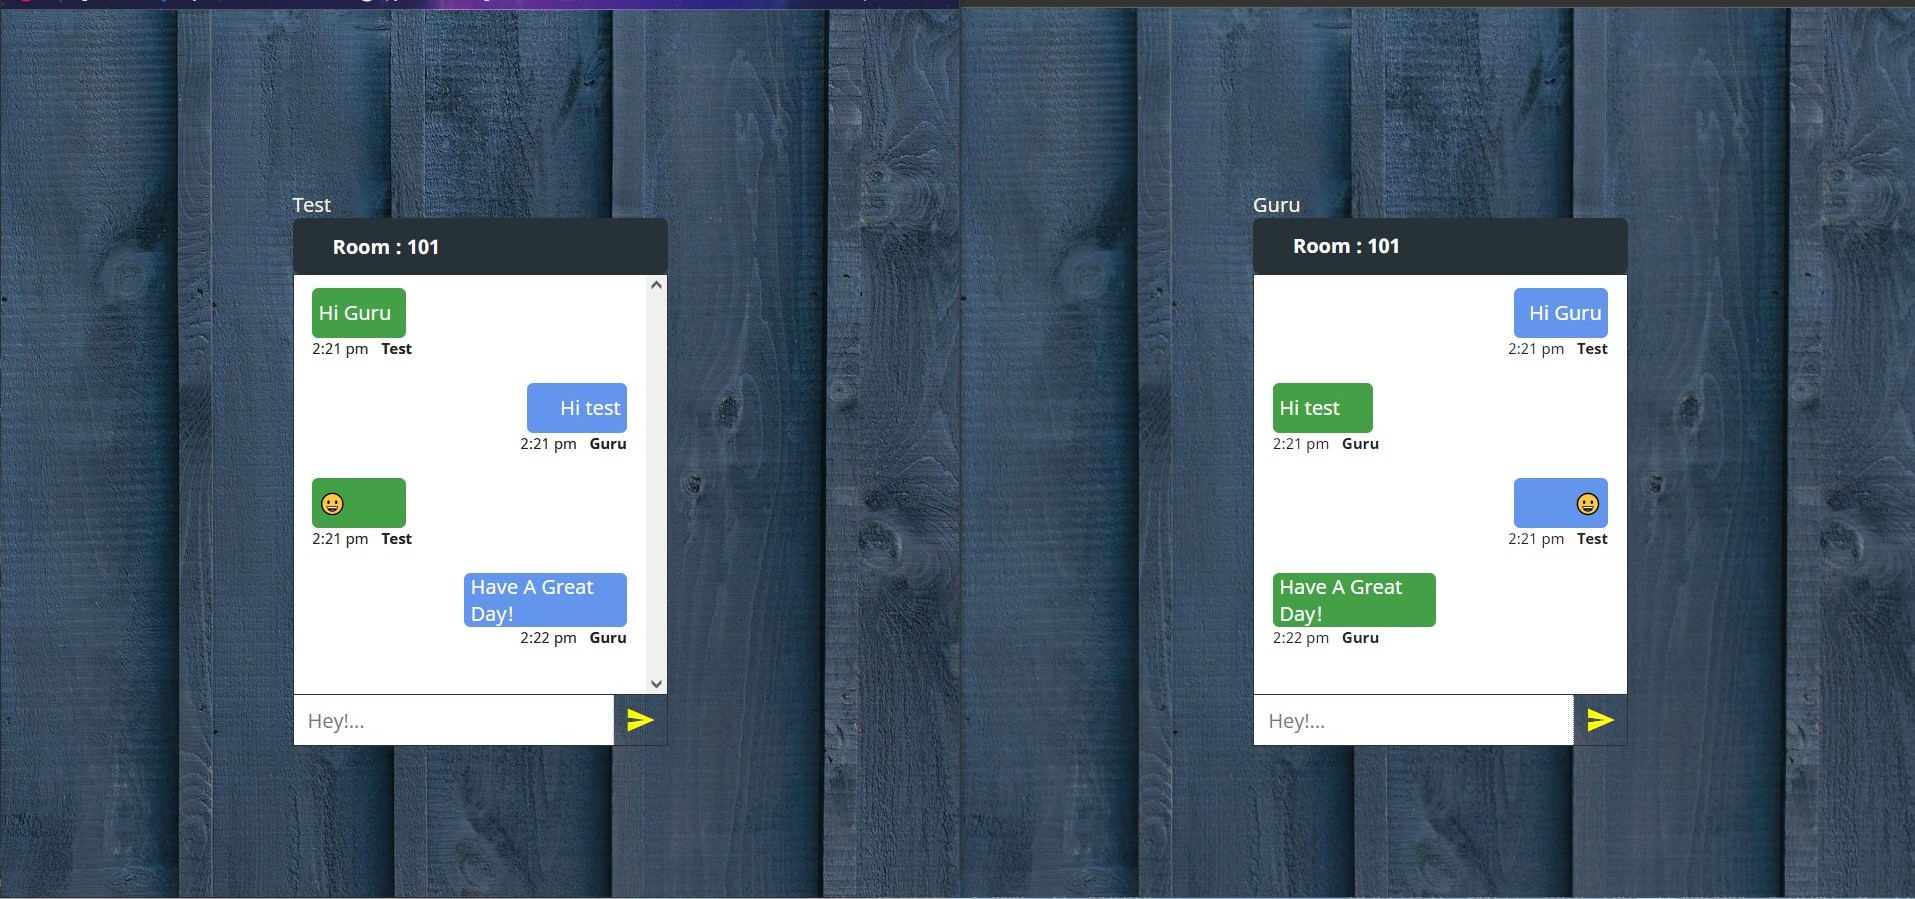 Test
Room : 101
Hi Guru
2:21 pm Test
Hi test
2:21 pm Guru
😀
2:21 pm Test
Have A Great
Day!
2:22 pm Guru
Hey!...
Guru
Room : 101
Hi Guru
2:21 pm Test
Hi test
2:21 pm Guru
😀
2:21 pm Test
Have A Great
Day!
2:22 pm Guru
Hey!...